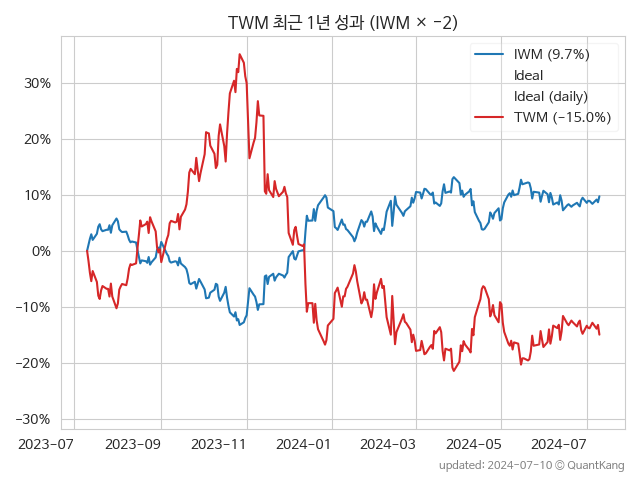 TWM 최근 1년 성과 (IWM × −2)
IWM (9.7%)
Ideal
Ideal (daily)
TWM (−15.0%)
30%
20%
10%
0%
−10%
−20%
−30%
2023-07
2023-09
2023-11
2024-01
2024-03
2024-05
2024-07
updated: 2024-07-10 © QuantKang